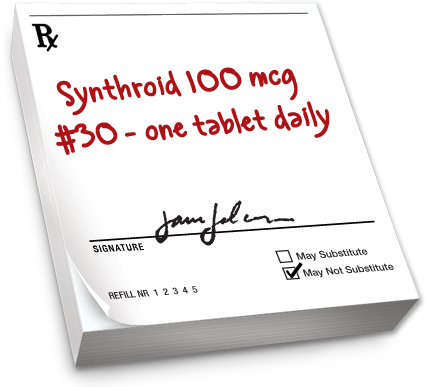 Rx
Synthroid 100 mcg
#30 - one tablet daily
SIGNATURE
May Substitute
May Not Substitute
REFILL NR 1 2 3 4 5